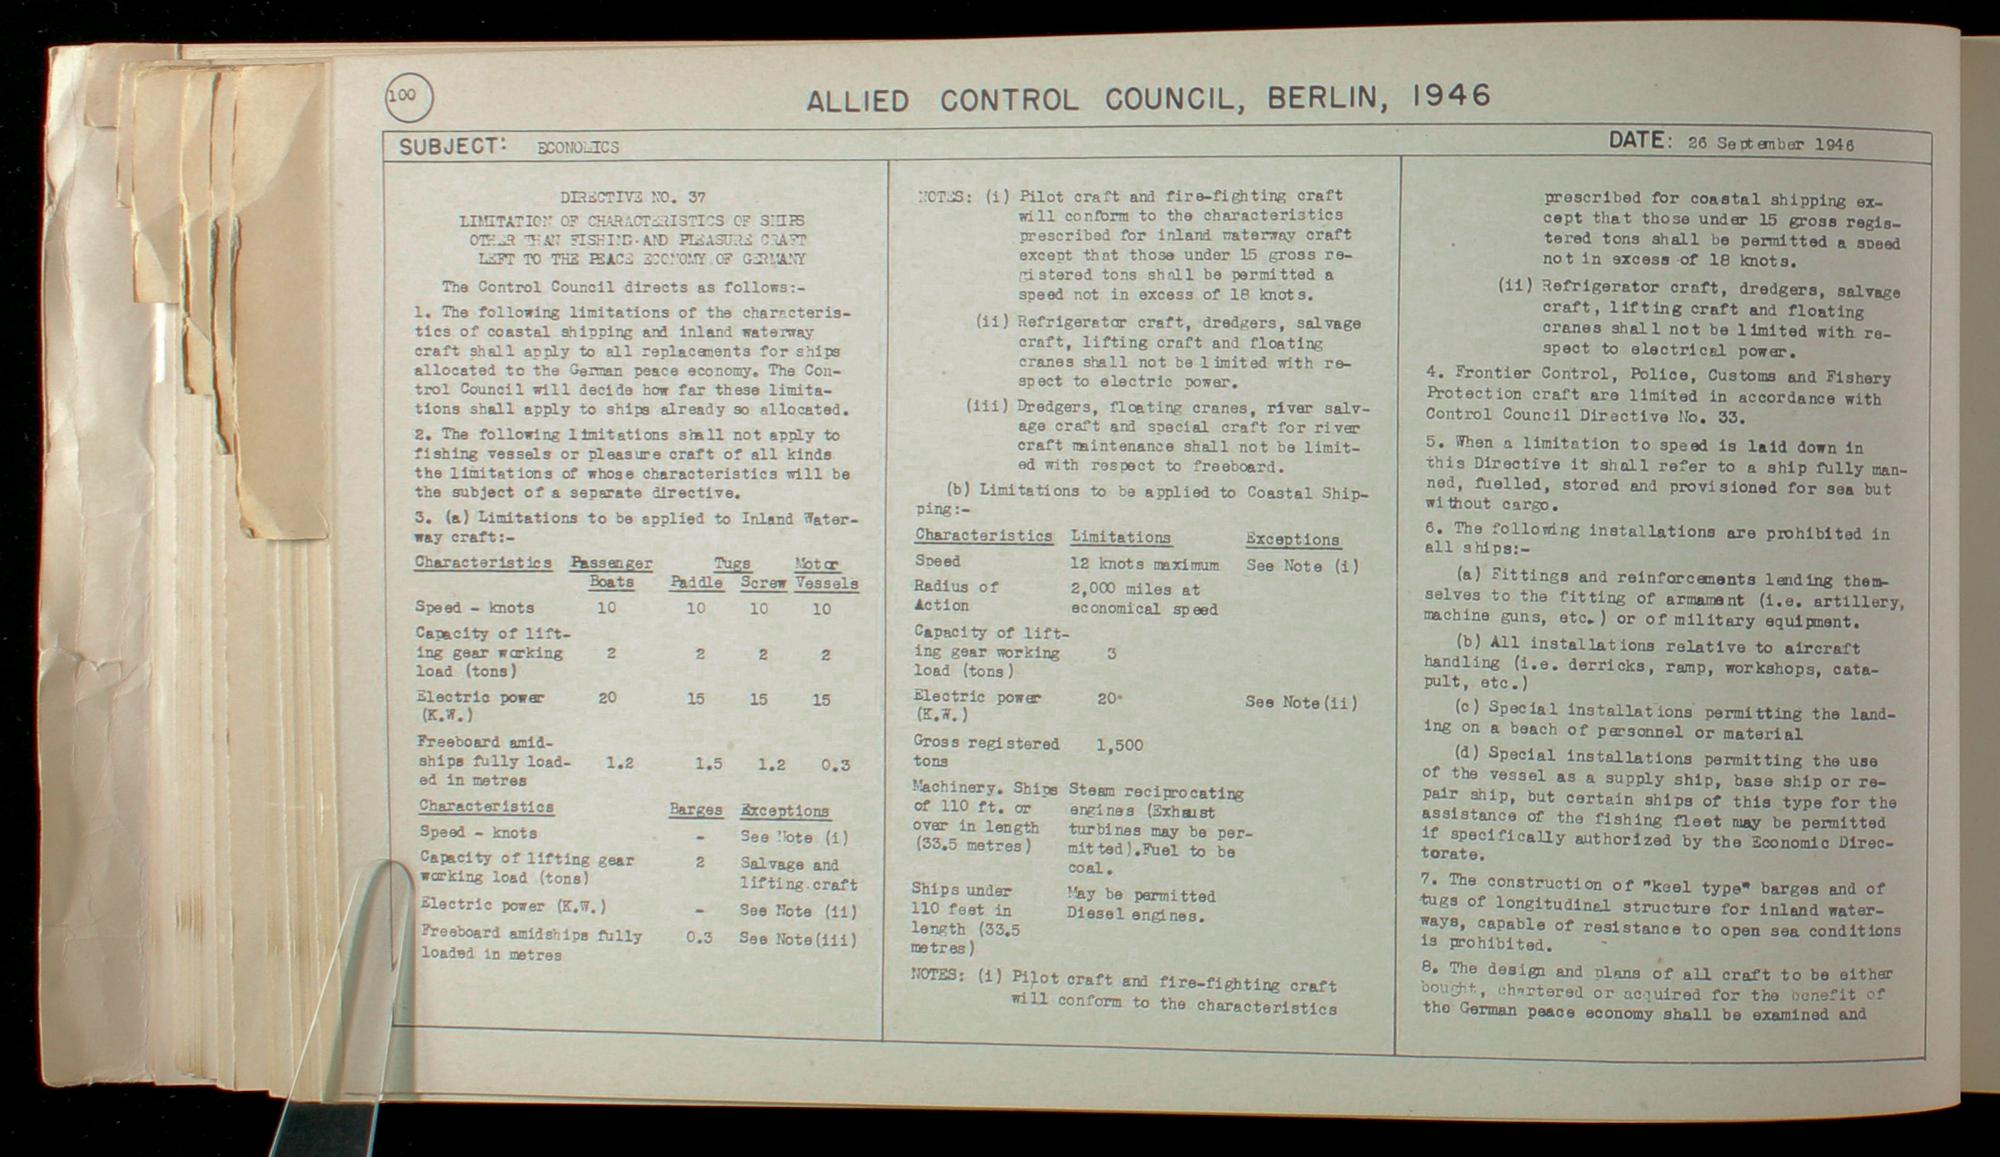 100
ALLIED CONTROL COUNCIL, BERLIN, 1946
SUBJECT: ECONOMICS
DATE: 26 September 1946
DIRECTIVE NO. 37
LIMITATION OF CHARACTERISTICS OF SHIPS
OTHER THAN FISHING AND PLEASURE CRAFT
LEFT TO THE PEACE ECONOMY OF GERMANY
The Control Council directs as follows:-
1. The following limitations of the characteris-
tics of coastal shipping and inland waterway
craft shall apply to all replacements for ships
allocated to the German peace economy. The Con-
trol Council will decide how far these limita-
tions shall apply to ships already so allocated.
2. The following limitations shall not apply to
fishing vessels or pleasure craft of all kinds
the limitations of whose characteristics will be
the subject of a separate directive.
3. (a) Limitations to be applied to Inland Water-
way craft:-
Characteristics Passenger Tugs Motor
Boats Paddle Screw Vessels
Speed - knots 10 10 10 10
Capacity of lift-
ing gear working 2 2 2 2
load (tons)
Electric power 20 15 15 15
(K.W.)
Freeboard amid-
ships fully load- 1.2 1.5 1.2 0.3
ed in metres
Characteristics Barges Exceptions
Speed - knots - See Note (i)
Capacity of lifting gear 2 Salvage and
working load (tons) lifting craft
Electric power (K.W.) - See Note (ii)
Freeboard amidships fully 0.3 See Note(iii)
loaded in metres
NOTES: (i) Pilot craft and fire-fighting craft
will conform to the characteristics
prescribed for inland waterway craft
except that those under 15 gross re-
gistered tons shall be permitted a
speed not in excess of 18 knots.
(ii) Refrigerator craft, dredgers, salvage
craft, lifting craft and floating
cranes shall not be limited with re-
spect to electric power.
(iii) Dredgers, floating cranes, river salv-
age craft and special craft for river
craft maintenance shall not be limit-
ed with respect to freeboard.
(b) Limitations to be applied to Coastal Ship-
ping:-
Characteristics Limitations Exceptions
Speed 12 knots maximum See Note (i)
Radius of 2,000 miles at
Action economical speed
Capacity of lift-
ing gear working 3
load (tons)
Electric power 20 See Note(ii)
(K.W.)
Gross registered 1,500
tons
Machinery. Ships Steam reciprocating
of 110 ft. or engines (Exhaust
over in length turbines may be per-
(33.5 metres) mitted).Fuel to be
coal.
Ships under May be permitted
110 feet in Diesel engines.
length (33.5
metres)
NOTES: (i) Pilot craft and fire-fighting craft
will conform to the characteristics
prescribed for coastal shipping ex-
cept that those under 15 gross regis-
tered tons shall be permitted a speed
not in excess of 18 knots.
(ii) Refrigerator craft, dredgers, salvage
craft, lifting craft and floating
cranes shall not be limited with re-
spect to electrical power.
4. Frontier Control, Police, Customs and Fishery
Protection craft are limited in accordance with
Control Council Directive No. 33.
5. When a limitation to speed is laid down in
this Directive it shall refer to a ship fully man-
ned, fuelled, stored and provisioned for sea but
without cargo.
6. The following installations are prohibited in
all ships:-
(a) Fittings and reinforcements lending them-
selves to the fitting of armament (i.e. artillery,
machine guns, etc.) or of military equipment.
(b) All installations relative to aircraft
handling (i.e. derricks, ramp, workshops, cata-
pult, etc.)
(c) Special installations permitting the land-
ing on a beach of personnel or material
(d) Special installations permitting the use
of the vessel as a supply ship, base ship or re-
pair ship, but certain ships of this type for the
assistance of the fishing fleet may be permitted
if specifically authorized by the Economic Direc-
torate.
7. The construction of "keel type" barges and of
tugs of longitudinal structure for inland water-
ways, capable of resistance to open sea conditions
is prohibited.
8. The design and plans of all craft to be either
bought, chartered or acquired for the benefit of
the German peace economy shall be examined and